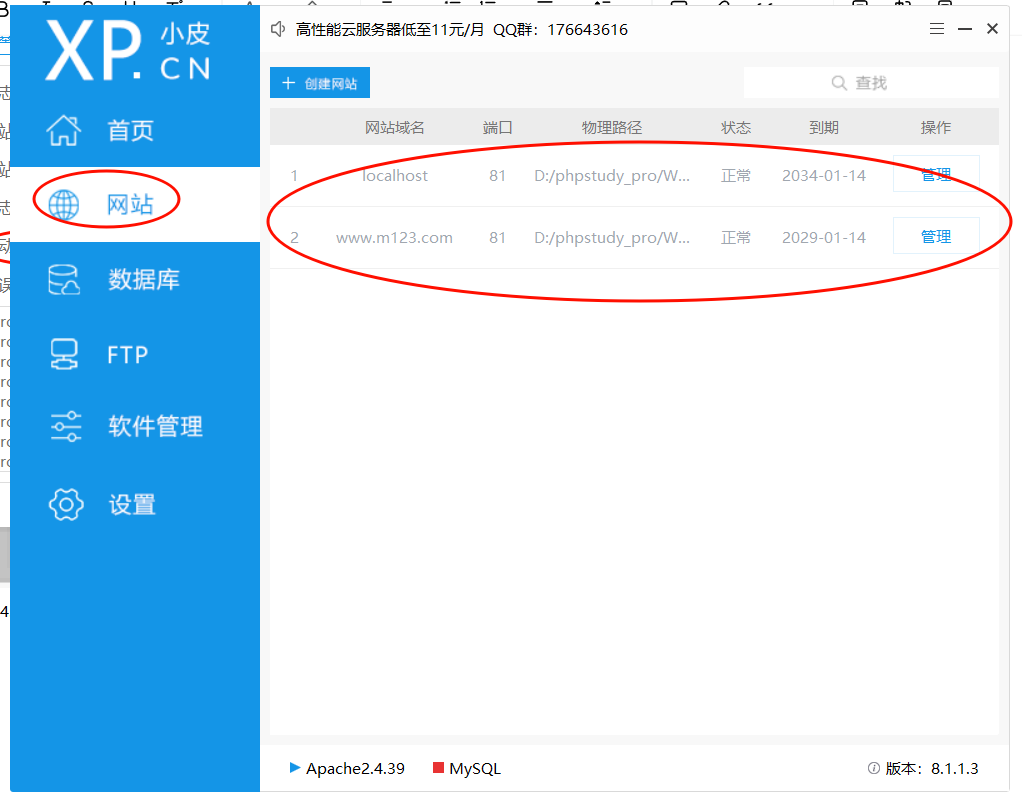 XP.CN 小皮
高性能云服务器低至11元/月 QQ群：176643616
首页
网站
数据库
FTP
软件管理
设置
创建网站
查找
网站域名 端口 物理路径 状态 到期 操作
1 localhost 81 D:/phpstudy_pro/W... 正常 2034-01-14 管理
2 www.m123.com 81 D:/phpstudy_pro/W... 正常 2029-01-14 管理
Apache2.4.39 MySQL 版本：8.1.1.3